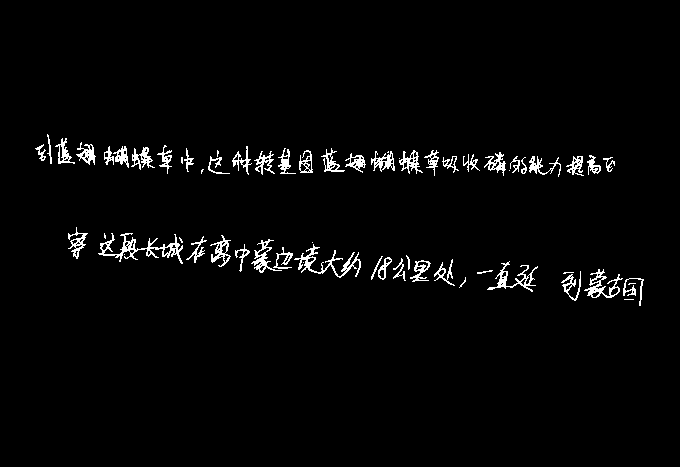 到蓝翅蝴蝶草中,这种转基因蓝翅蝴蝶草吸收磷的能力提高了
穿这段长城在离中蒙边境大约18公里处,一直延到蒙古国